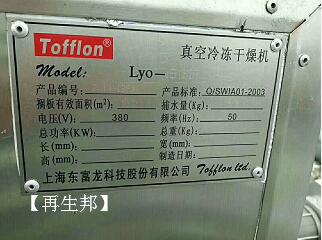 Tofflon® 真空冷冻干燥机
Model: Lyo-
产品编号: 产品标准: Q/SWIA01-2003
搁板有效面积(m²) 捕水量(Kg):
电压(V): 380 频率(Hz): 50
总功率(KW): 总重(Kg):
长(mm): 宽(mm):
高(mm): 制造日期:
上海东富龙科技股份有限公司 Tofflon ltd.
【再生邦】